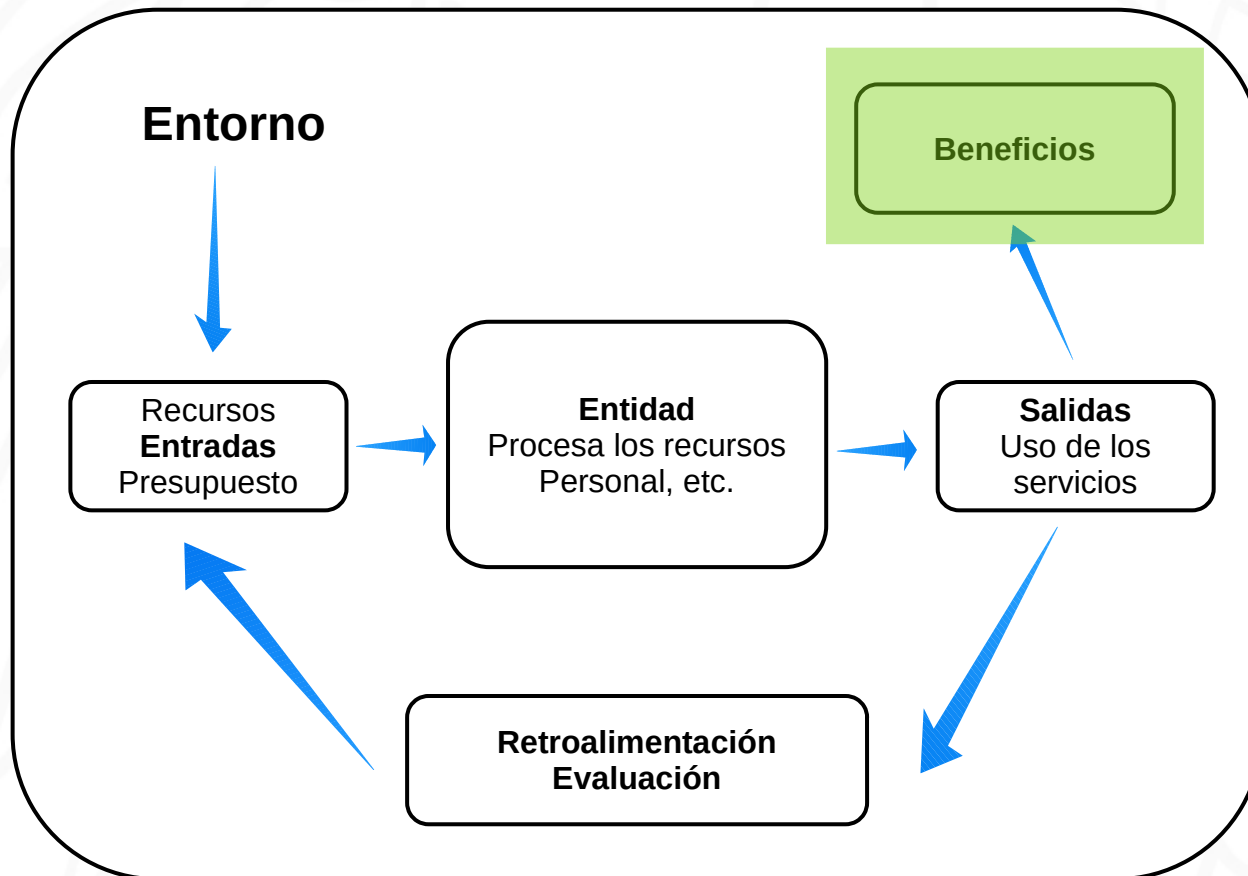 Entorno
Beneficios
Recursos
Entradas
Presupuesto
Entidad
Procesa los recursos
Personal, etc.
Salidas
Uso de los
servicios
Retroalimentación
Evaluación